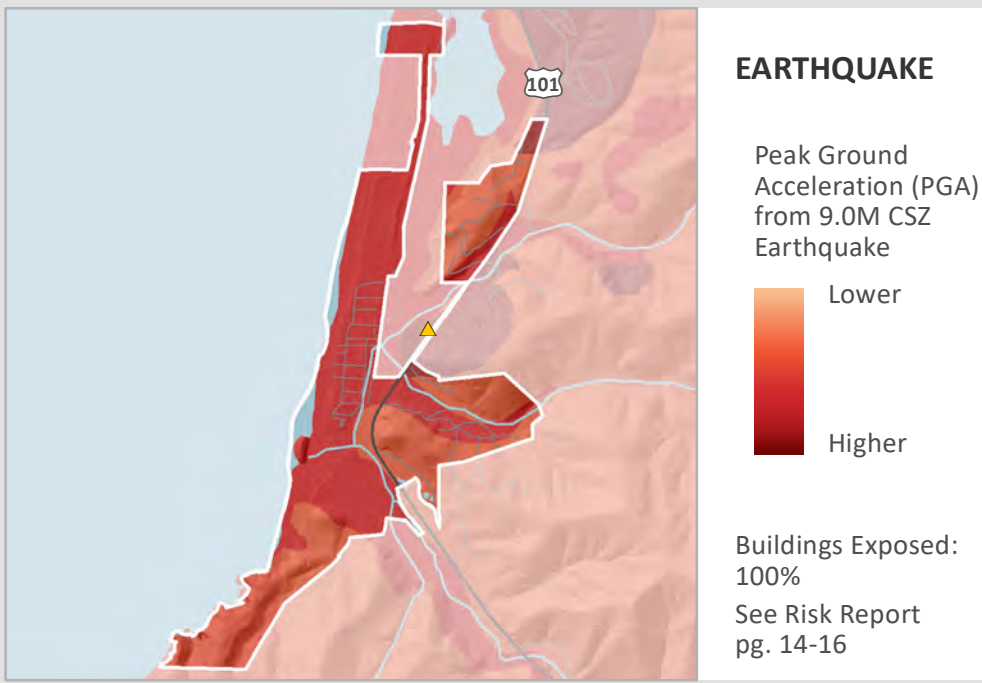 101
EARTHQUAKE
Peak Ground
Acceleration (PGA)
from 9.0M CSZ
Earthquake
Lower
Higher
Buildings Exposed:
100%
See Risk Report
pg. 14-16